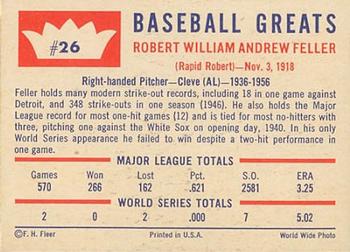 #26
BASEBALL GREATS
ROBERT WILLIAM ANDREW FELLER
(Rapid Robert)—Nov. 3, 1918
Right-handed Pitcher—Cleve (AL)—1936-1956
Feller holds many modern strike-out records, including 18 in one game against
Detroit, and 348 strike-outs in one season (1946). He also holds the Major
League record for most one-hit games (12) and is tied for most no-hitters with
three, pitching one against the White Sox on opening day, 1940. In his only
World Series appearance he failed to win despite a two-hit performance in
one game.
MAJOR LEAGUE TOTALS
Games Won Lost Pct. S.O. ERA
570 266 162 .621 2581 3.25
WORLD SERIES TOTALS
2 0 2 .000 7 5.02
©F. H. Fleer Printed in U.S.A. World Wide Photo